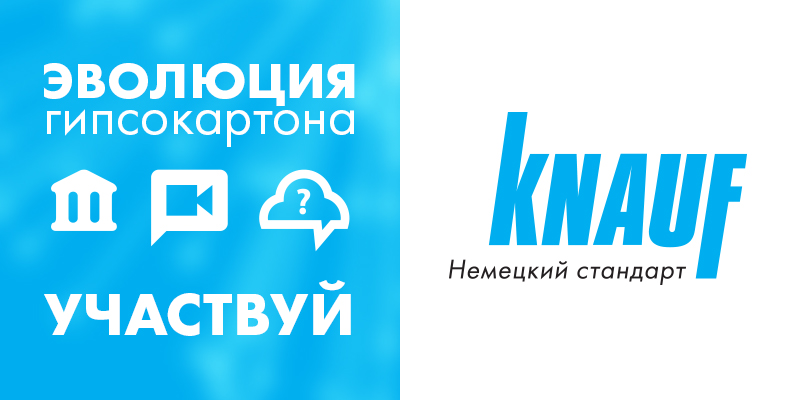 ЭВОЛЮЦИЯ
гипсокартона
?
УЧАСТВУЙ
KNAUF
Немецкий стандарт